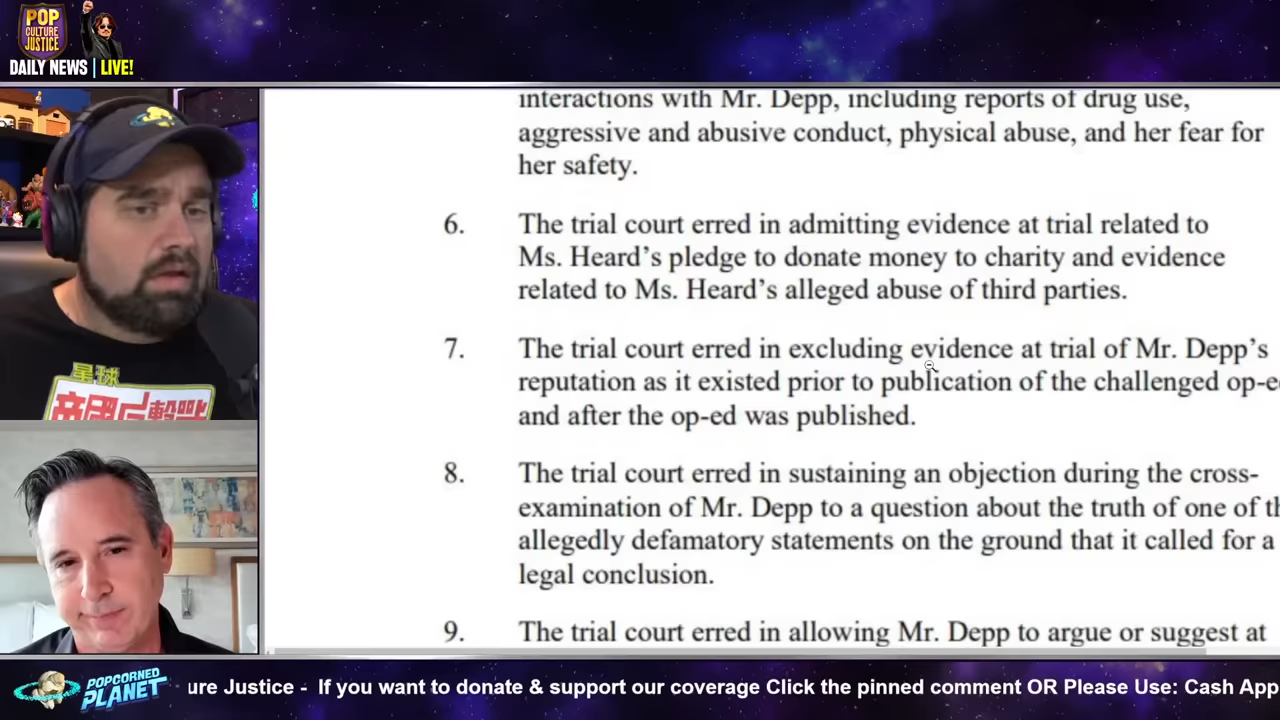 POP
CULTURE
JUSTICE
DAILY NEWS | LIVE!
interactions with Mr. Depp, including reports of drug use,
aggressive and abusive conduct, physical abuse, and her fear for
her safety.
6. The trial court erred in admitting evidence at trial related to
Ms. Heard’s pledge to donate money to charity and evidence
related to Ms. Heard’s alleged abuse of third parties.
7. The trial court erred in excluding evidence at trial of Mr. Depp’s
reputation as it existed prior to publication of the challenged op-e
and after the op-ed was published.
8. The trial court erred in sustaining an objection during the cross-
examination of Mr. Depp to a question about the truth of one of th
allegedly defamatory statements on the ground that it called for a
legal conclusion.
9. The trial court erred in allowing Mr. Depp to argue or suggest at
星球
帝國反擊戰
POPCORNED
PLANET
ure Justice - If you want to donate & support our coverage Click the pinned comment OR Please Use: Cash App